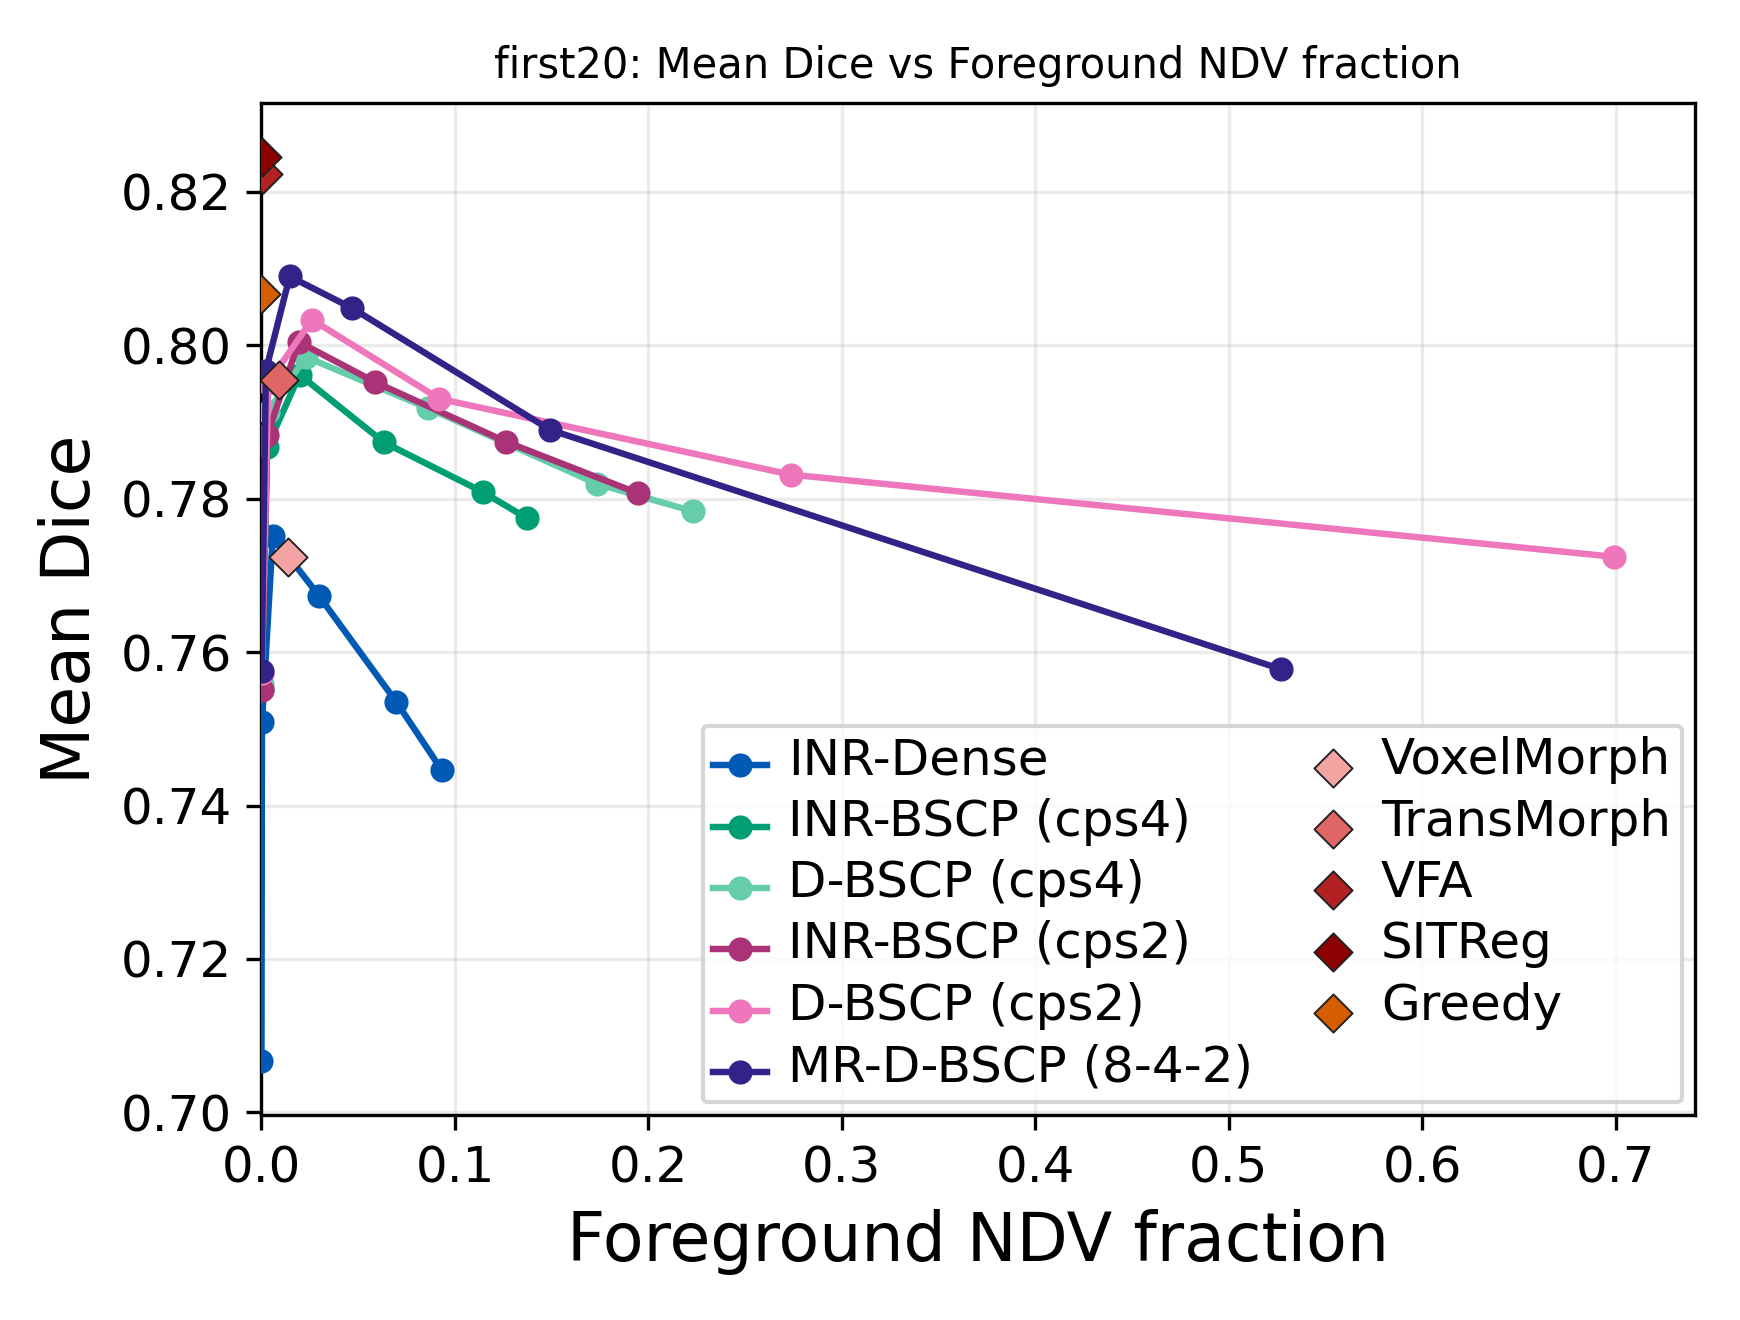 first20: Mean Dice vs Foreground NDV fraction
Mean Dice
0.82
0.80
0.78
0.76
0.74
0.72
0.70
0.0 0.1 0.2 0.3 0.4 0.5 0.6 0.7
Foreground NDV fraction
INR-Dense
INR-BSCP (cps4)
D-BSCP (cps4)
INR-BSCP (cps2)
D-BSCP (cps2)
MR-D-BSCP (8-4-2)
VoxelMorph
TransMorph
VFA
SITReg
Greedy